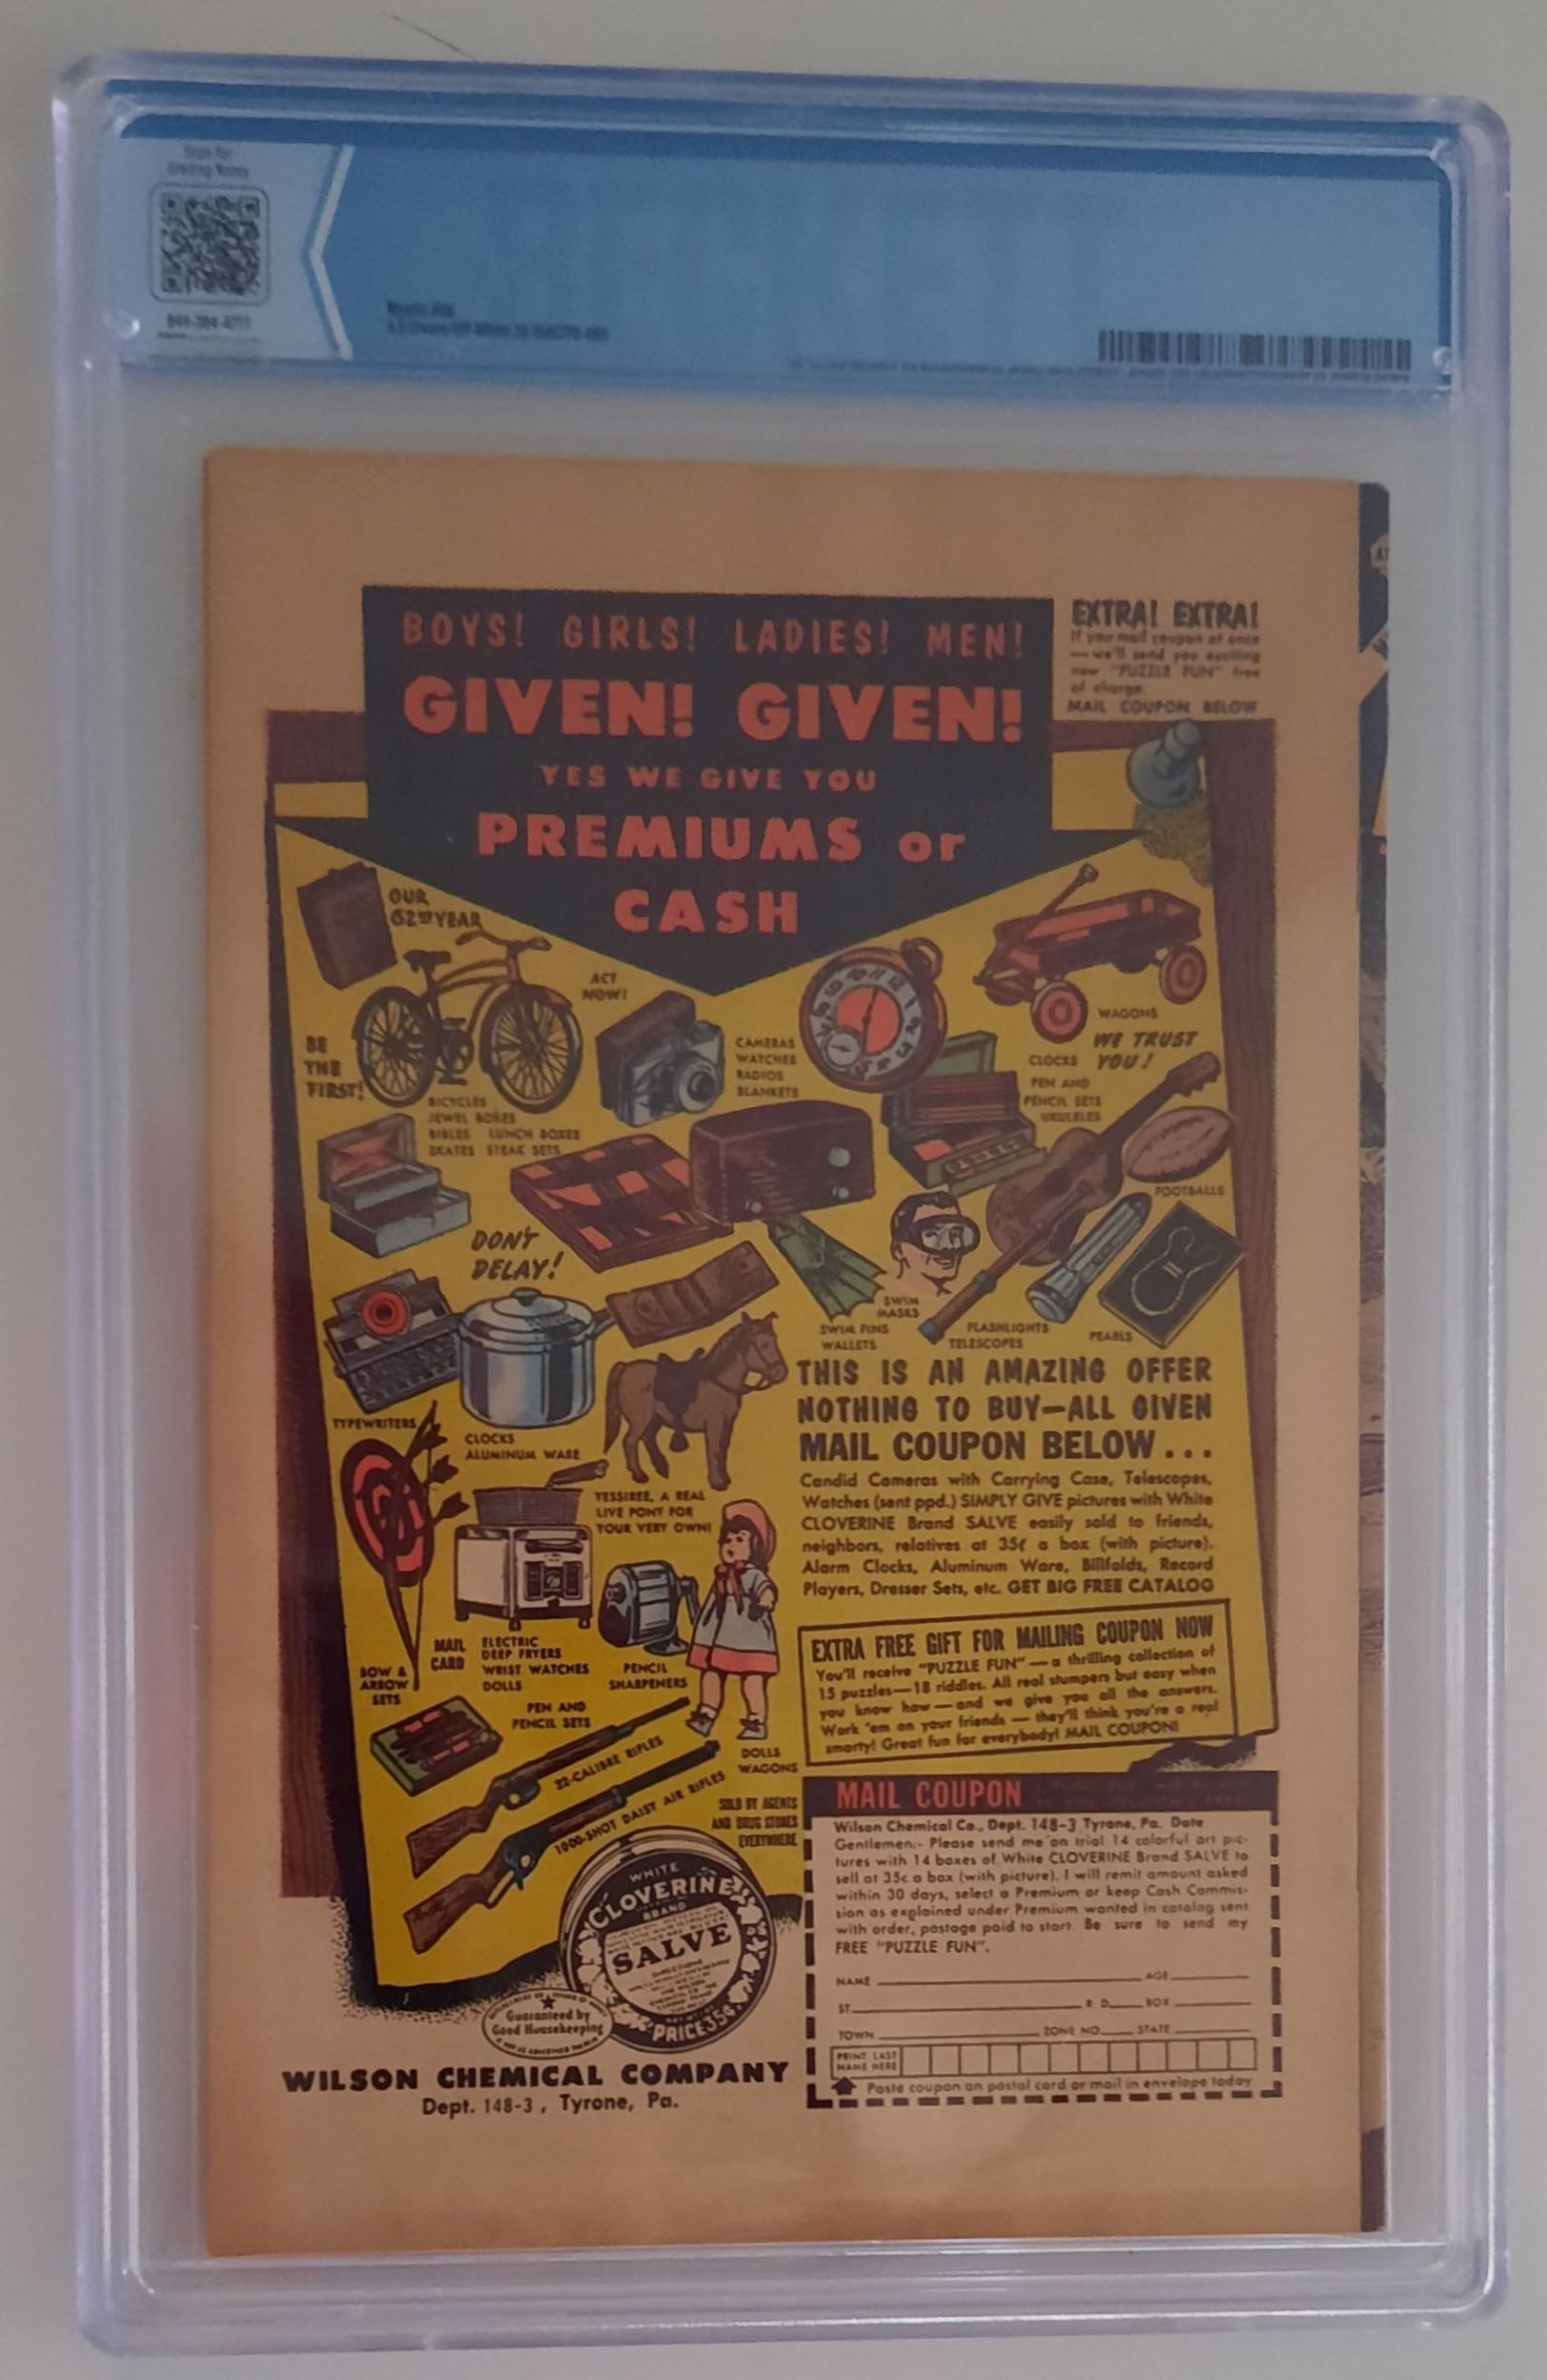 Scan for
Grading Notes
BOYS! GIRLS! LADIES! MEN!
GIVEN! GIVEN!
YES WE GIVE YOU
PREMIUMS or
CASH
EXTRA! EXTRA!
If your mail coupon at once
—we'll send you exciting
new "PUZZLE FUN" free
of charge.
MAIL COUPON BELOW
OUR
62nd YEAR
ACT
NOW!
BE
THE
FIRST!
BICYCLES
JEWEL BOXES
BIBLES LUNCH BOXES
SKATES STEAK SETS
CAMERAS
WATCHES
RADIOS
BLANKETS
WAGONS
WE TRUST
YOU!
CLOCKS
PEN AND
PENCIL SETS
UKULELES
FOOTBALLS
DON'T
DELAY!
SWIM
MASKS
SWIM FINS
WALLETS
FLASHLIGHTS
TELESCOPES
PEARLS
TYPEWRITERS
CLOCKS
ALUMINUM WARE
YESSIREE, A REAL
LIVE PONY FOR
YOUR VERY OWN!
THIS IS AN AMAZING OFFER
NOTHING TO BUY—ALL GIVEN
MAIL COUPON BELOW...
Candid Cameras with Carrying Case, Telescopes,
Watches (sent ppd.) SIMPLY GIVE pictures with White
CLOVERINE Brand SALVE easily sold to friends,
neighbors, relatives at 35¢ a box (with picture).
Alarm Clocks, Aluminum Ware, Billfolds, Record
Players, Dresser Sets, etc. GET BIG FREE CATALOG
BOW &
ARROW
SETS
MAIL
CARD
ELECTRIC
DEEP FRYERS
WRIST WATCHES
DOLLS
PENCIL
SHARPENERS
PEN AND
PENCIL SETS
22-CALIBRE RIFLES
1000-SHOT DAISY AIR RIFLES
DOLLS
WAGONS
SOLD BY AGENTS
AND DRUG STORES
EVERYWHERE
EXTRA FREE GIFT FOR MAILING COUPON NOW
You'll receive "PUZZLE FUN" — a thrilling collection of
15 puzzles—18 riddles. All real stumpers but easy when
you know how—and we give you all the answers.
Work 'em on your friends — they'll think you're a real
smarty! Great fun for everybody! MAIL COUPON!
WHITE
CLOVERINE
BRAND
SALVE
PRICE 35¢
Guaranteed by
Good Housekeeping
WILSON CHEMICAL COMPANY
Dept. 148-3, Tyrone, Pa.
MAIL COUPON
Wilson Chemical Co., Dept. 148-3 Tyrone, Pa. Date
Gentlemen:- Please send me on trial 14 colorful art pic-
tures with 14 boxes of White CLOVERINE Brand SALVE to
sell at 35c a box (with picture). I will remit amount asked
within 30 days, select a Premium or keep Cash Commis-
sion as explained under Premium wanted in catalog sent
with order, postage paid to start. Be sure to send my
FREE "PUZZLE FUN".
NAME AGE
ST. R D BOX
TOWN ZONE NO. STATE
PRINT LAST
NAME HERE
Paste coupon on postal card or mail in envelope today